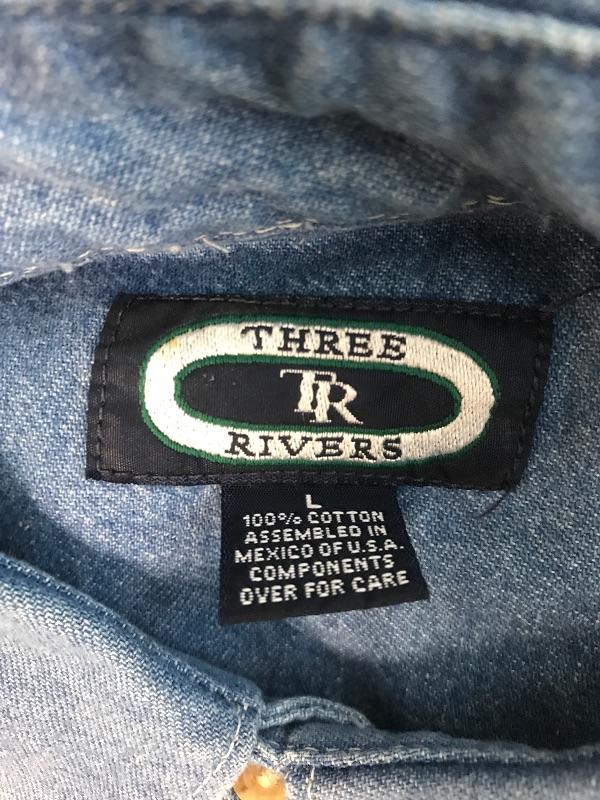 THREE
TR
RIVERS
L
100% COTTON
ASSEMBLED IN
MEXICO OF U.S.A.
COMPONENTS
OVER FOR CARE